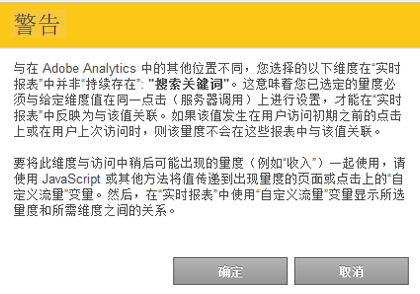 警告
与在 Adobe Analytics 中的其他位置不同，您选择的以下维度在“实时
报表”中并非“持续存在”: "搜索关键词"。这意味着您已选定的量度必
须与给定维度值在同一点击（服务器调用）上进行设置，才能在“实时
报表”中反映为与该值关联。如果该值发生在用户访问初期之前的点击
上或在用户上次访问时，则该量度不会在这些报表中与该值关联。
要将此维度与访问中稍后可能出现的量度（例如“收入”）一起使用，请
使用 JavaScript 或其他方法将值传递到出现量度的页面或点击上的“自
定义流量”变量。然后，在“实时报表”中使用“自定义流量”变量显示所选
量度和所需维度之间的关系。
确定
取消